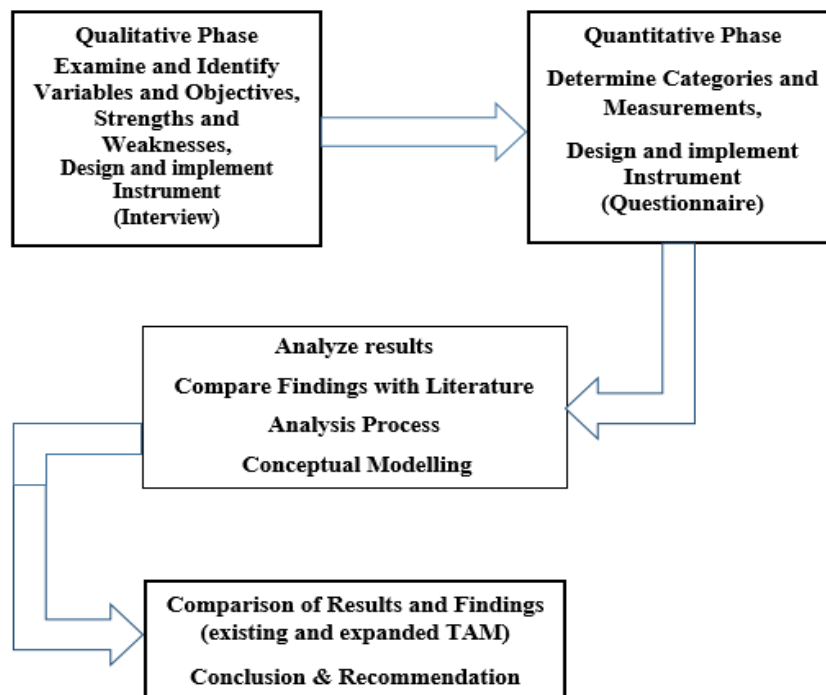 Qualitative Phase
Examine and Identify
Variables and Objectives,
Strengths and
Weaknesses,
Design and implement
Instrument
(Interview)
Quantitative Phase
Determine Categories and
Measurements,
Design and implement
Instrument
(Questionnaire)
Analyze results
Compare Findings with Literature
Analysis Process
Conceptual Modelling
Comparison of Results and Findings
(existing and expanded TAM)
Conclusion & Recommendation